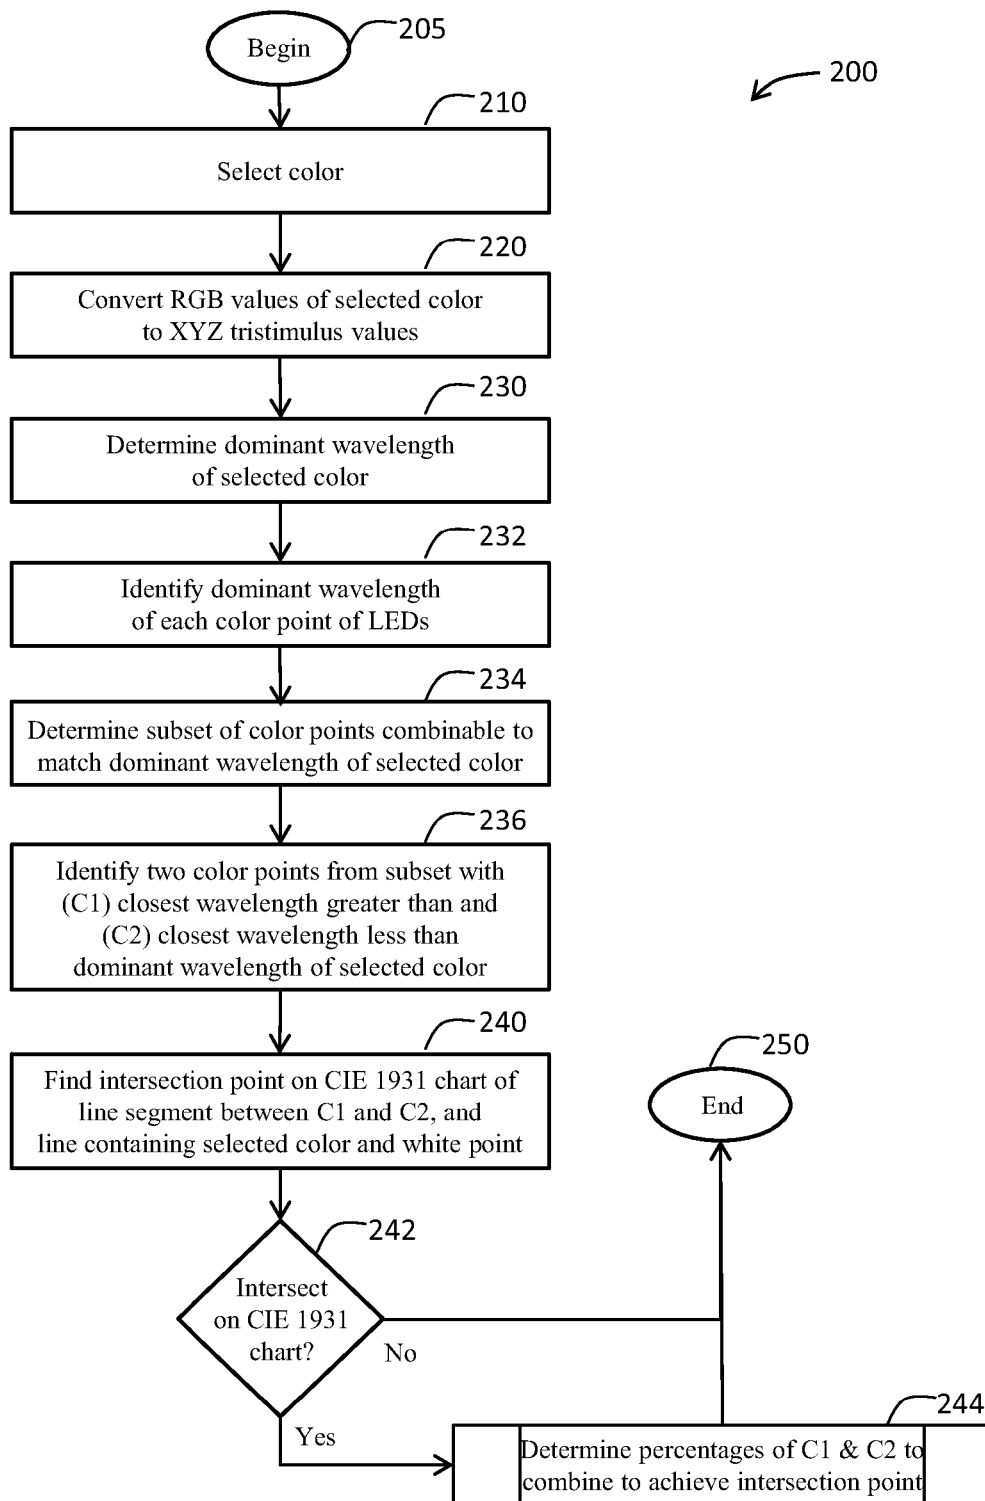 Begin
205
200
210
Select color
220
Convert RGB values of selected color
to XYZ tristimulus values
230
Determine dominant wavelength
of selected color
232
Identify dominant wavelength
of each color point of LEDs
234
Determine subset of color points combinable to
match dominant wavelength of selected color
236
Identify two color points from subset with
(C1) closest wavelength greater than and
(C2) closest wavelength less than
dominant wavelength of selected color
240
Find intersection point on CIE 1931 chart of
line segment between C1 and C2, and
line containing selected color and white point
250
End
242
Intersect
on CIE 1931
chart?
No
Yes
244
Determine percentages of C1 & C2 to
combine to achieve intersection point